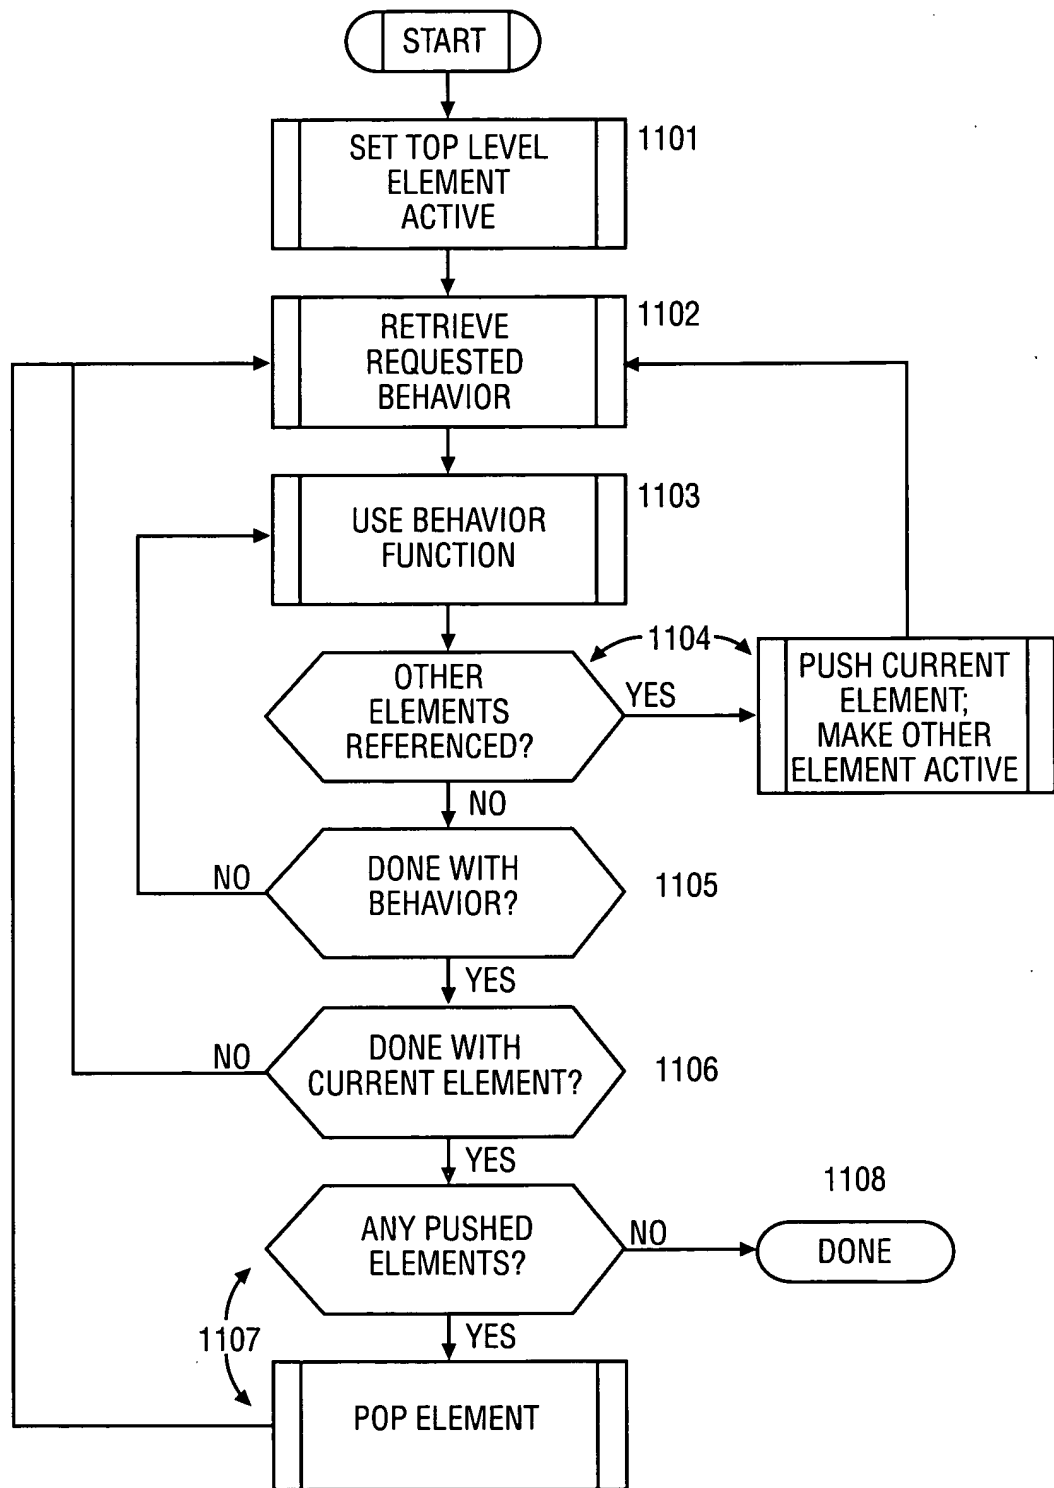 START
SET TOP LEVEL
ELEMENT
ACTIVE
1101
RETRIEVE
REQUESTED
BEHAVIOR
1102
USE BEHAVIOR
FUNCTION
1103
OTHER
ELEMENTS
REFERENCED?
1104
YES
PUSH CURRENT
ELEMENT;
MAKE OTHER
ELEMENT ACTIVE
NO
DONE WITH
BEHAVIOR?
NO
1105
YES
DONE WITH
CURRENT ELEMENT?
NO
1106
YES
ANY PUSHED
ELEMENTS?
NO
1108
DONE
1107
YES
POP ELEMENT